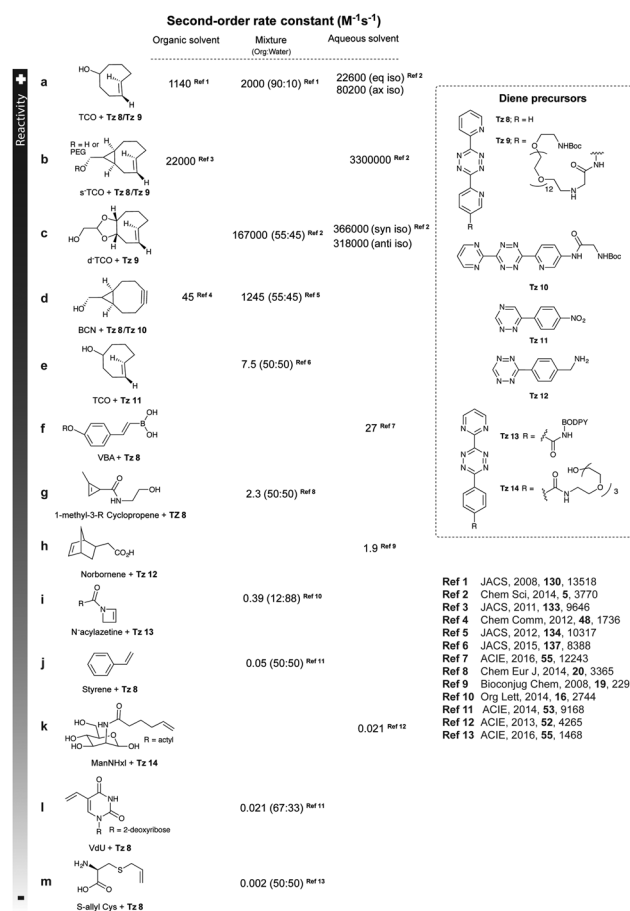 Second-order rate constant (M⁻¹s⁻¹)
Organic solvent
Mixture
(Org:Water)
Aqueous solvent
Reactivity
+
-
a
HO
H
H
1140 Ref 1
2000 (90:10) Ref 1
22600 (eq iso) Ref 2
80200 (ax iso)
TCO + Tz 8/Tz 9
b
R = H or
PEG
RO
H
H
H
H
22000 Ref 3
3300000 Ref 2
s-TCO + Tz 8/Tz 9
c
HO
O
O
H
H
H
H
167000 (55:45) Ref 2
366000 (syn iso) Ref 2
318000 (anti iso)
d-TCO + Tz 9
d
HO
H
H
45 Ref 4
1245 (55:45) Ref 5
BCN + Tz 8/Tz 10
e
HO
H
H
7.5 (50:50) Ref 6
TCO + Tz 11
f
RO
OH
B
OH
27 Ref 7
VBA + Tz 8
g
O
N
H
OH
2.3 (50:50) Ref 8
1-methyl-3-R Cyclopropene + TZ 8
h
CO₂H
1.9 Ref 9
Norbornene + Tz 12
i
O
R
N
0.39 (12:88) Ref 10
N-acylazetine + Tz 13
j
0.05 (50:50) Ref 11
Styrene + Tz 8
k
O
HO
HN
HO
HO
O
OH
R = actyl
0.021 Ref 12
ManNHxl + Tz 14
l
O
NH
N
O
R
R = 2-deoxyribose
0.021 (67:33) Ref 11
VdU + Tz 8
m
H₂N
S
HO
O
0.002 (50:50) Ref 13
S-allyl Cys + Tz 8
Diene precursors
Tz 8; R = H
Tz 9; R =
O
NHBoc
O
HN
O
12
N
H
N
N
N
N
N
N
R
N
N
N
N
N
N
N
O
N
H
NHBoc
Tz 10
N
N
N
NO₂
Tz 11
N
N
N
N
NH₂
Tz 12
N
N
N
N
N
N
R
Tz 13 R =
BODPY
NH
O
Tz 14 R =
O
N
H
HO
O
3
Ref 1 JACS, 2008, 130, 13518
Ref 2 Chem Sci, 2014, 5, 3770
Ref 3 JACS, 2011, 133, 9646
Ref 4 Chem Comm, 2012, 48, 1736
Ref 5 JACS, 2012, 134, 10317
Ref 6 JACS, 2015, 137, 8388
Ref 7 ACIE, 2016, 55, 12243
Ref 8 Chem Eur J, 2014, 20, 3365
Ref 9 Bioconjug Chem, 2008, 19, 229
Ref 10 Org Lett, 2014, 16, 2744
Ref 11 ACIE, 2014, 53, 9168
Ref 12 ACIE, 2013, 52, 4265
Ref 13 ACIE, 2016, 55, 1468